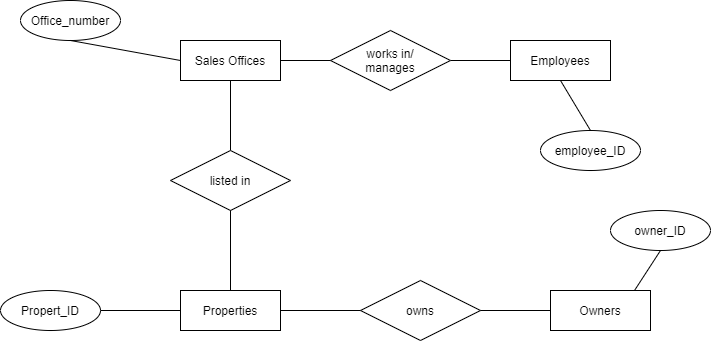 Office_number
Sales Offices
works in/
manages
Employees
employee_ID
listed in
owner_ID
Propert_ID
Properties
owns
Owners